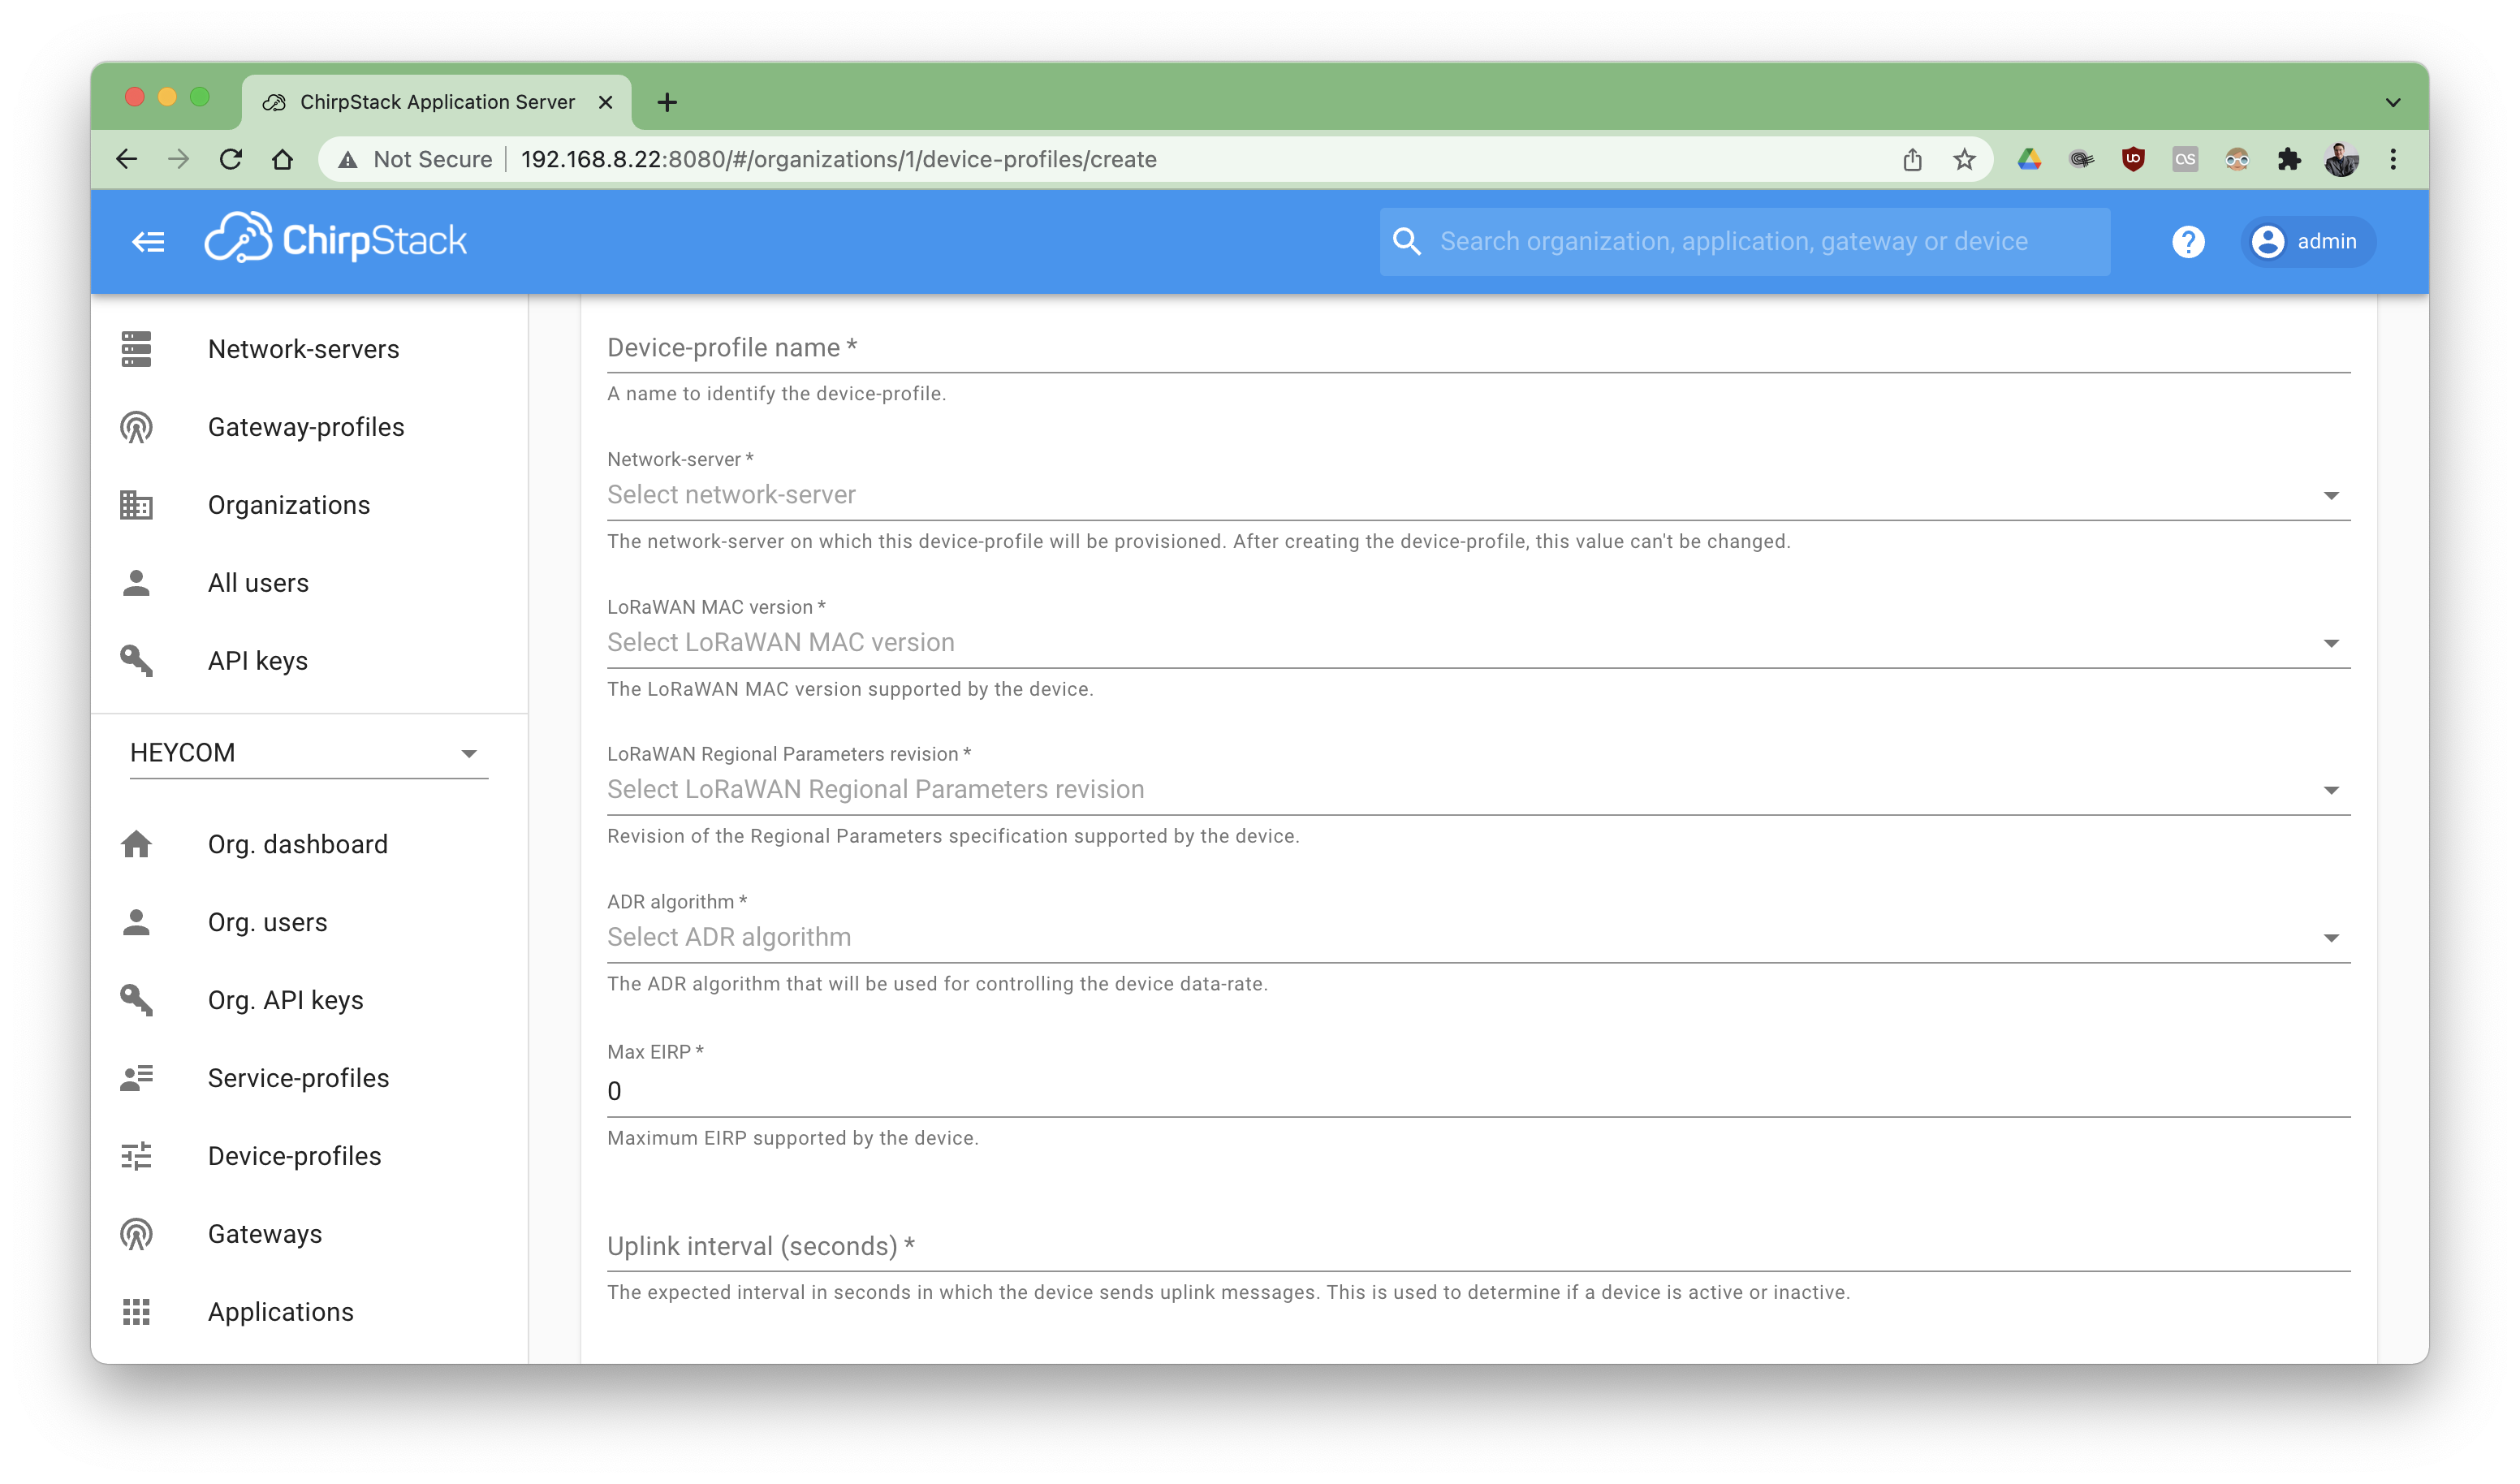 ChirpStack Application Server
Not Secure 192.168.8.22:8080/#/organizations/1/device-profiles/create
ChirpStack
Search organization, application, gateway or device
? admin
Network-servers
Gateway-profiles
Organizations
All users
API keys
HEYCOM
Org. dashboard
Org. users
Org. API keys
Service-profiles
Device-profiles
Gateways
Applications
Device-profile name *
A name to identify the device-profile.
Network-server *
Select network-server
The network-server on which this device-profile will be provisioned. After creating the device-profile, this value can't be changed.
LoRaWAN MAC version *
Select LoRaWAN MAC version
The LoRaWAN MAC version supported by the device.
LoRaWAN Regional Parameters revision *
Select LoRaWAN Regional Parameters revision
Revision of the Regional Parameters specification supported by the device.
ADR algorithm *
Select ADR algorithm
The ADR algorithm that will be used for controlling the device data-rate.
Max EIRP *
0
Maximum EIRP supported by the device.
Uplink interval (seconds) *
The expected interval in seconds in which the device sends uplink messages. This is used to determine if a device is active or inactive.